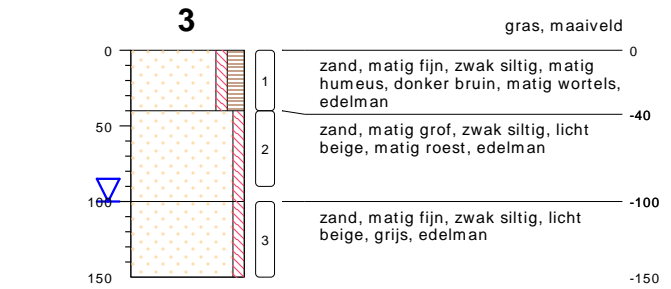 3
gras, maaiveld
0
0
1
zand, matig fijn, zwak siltig, matig
humeus, donker bruin, matig wortels,
edelman
-40
50
2
zand, matig grof, zwak siltig, licht
beige, matig roest, edelman
100
-100
3
zand, matig fijn, zwak siltig, licht
beige, grijs, edelman
150
-150